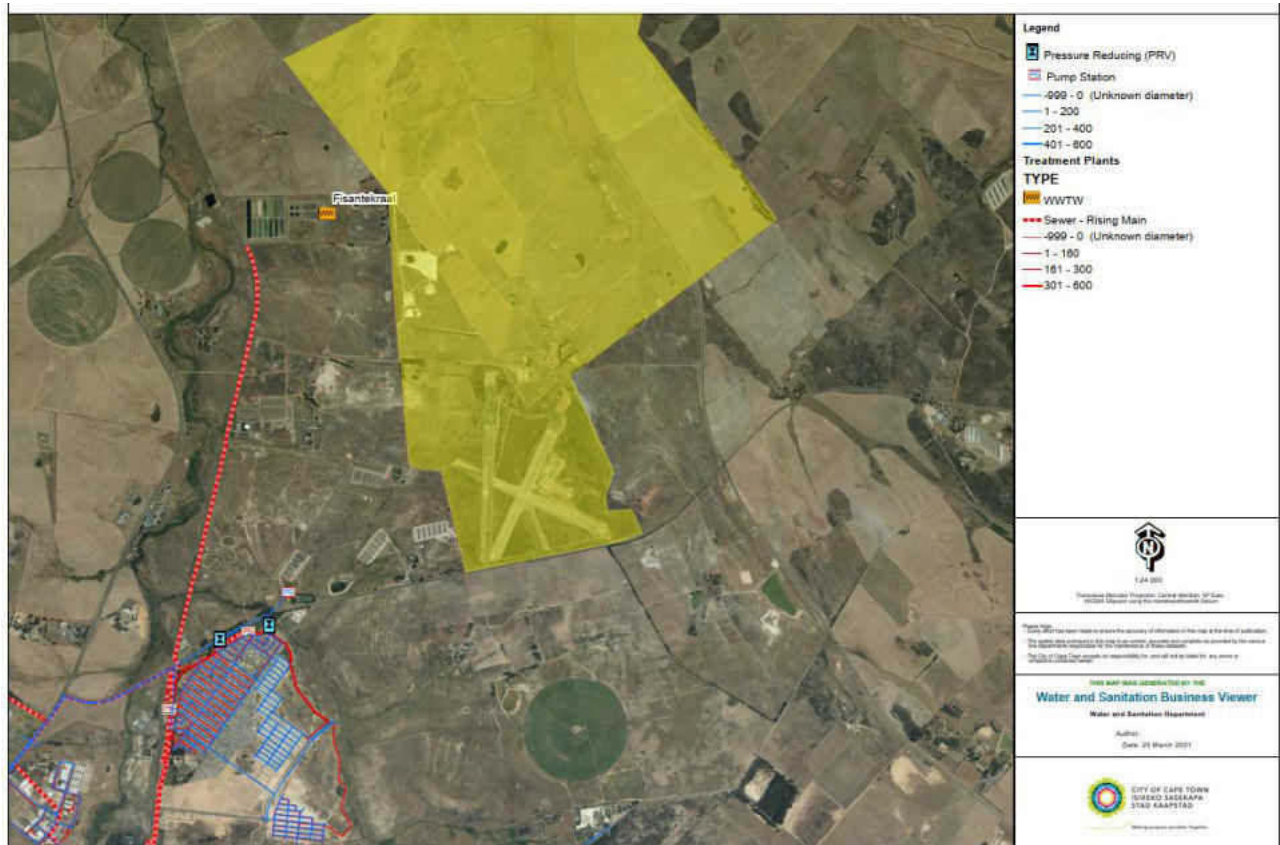 Fisantekraal
Legend
Pressure Reducing (PRV)
Pump Station
-999 - 0 (Unknown diameter)
1 - 200
201 - 400
401 - 600
Treatment Plants
TYPE
WWTW
Sewer - Rising Main
-999 - 0 (Unknown diameter)
1 - 160
161 - 300
301 - 600
N
THIS MAP WAS GENERATED BY THE
Water and Sanitation Business Viewer
Water and Sanitation Department
Author:
Date: 25 March 2021
CITY OF CAPE TOWN
ISIXEKO SASEKAPA
STAD KAAPSTAD